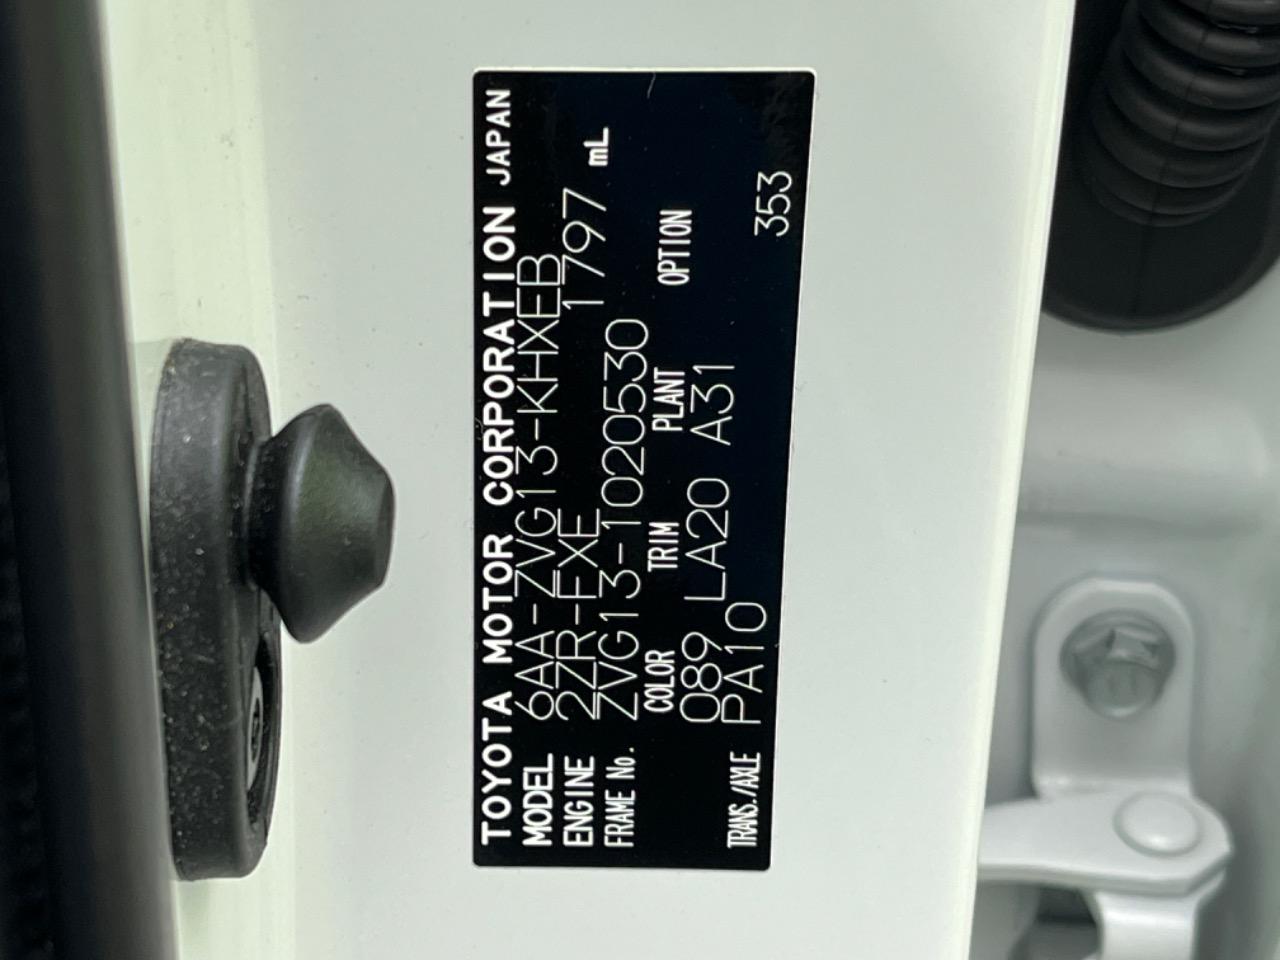 TOYOTA MOTOR CORPORATION JAPAN
MODEL 6AA-ZVG13-KHXEB
ENGINE 2ZR-FXE 1797 mL
FRAME No. ZVG13-1020530
COLOR TRIM PLANT OPTION
089 LA20 A31
TRANS./AXLE PA10 353